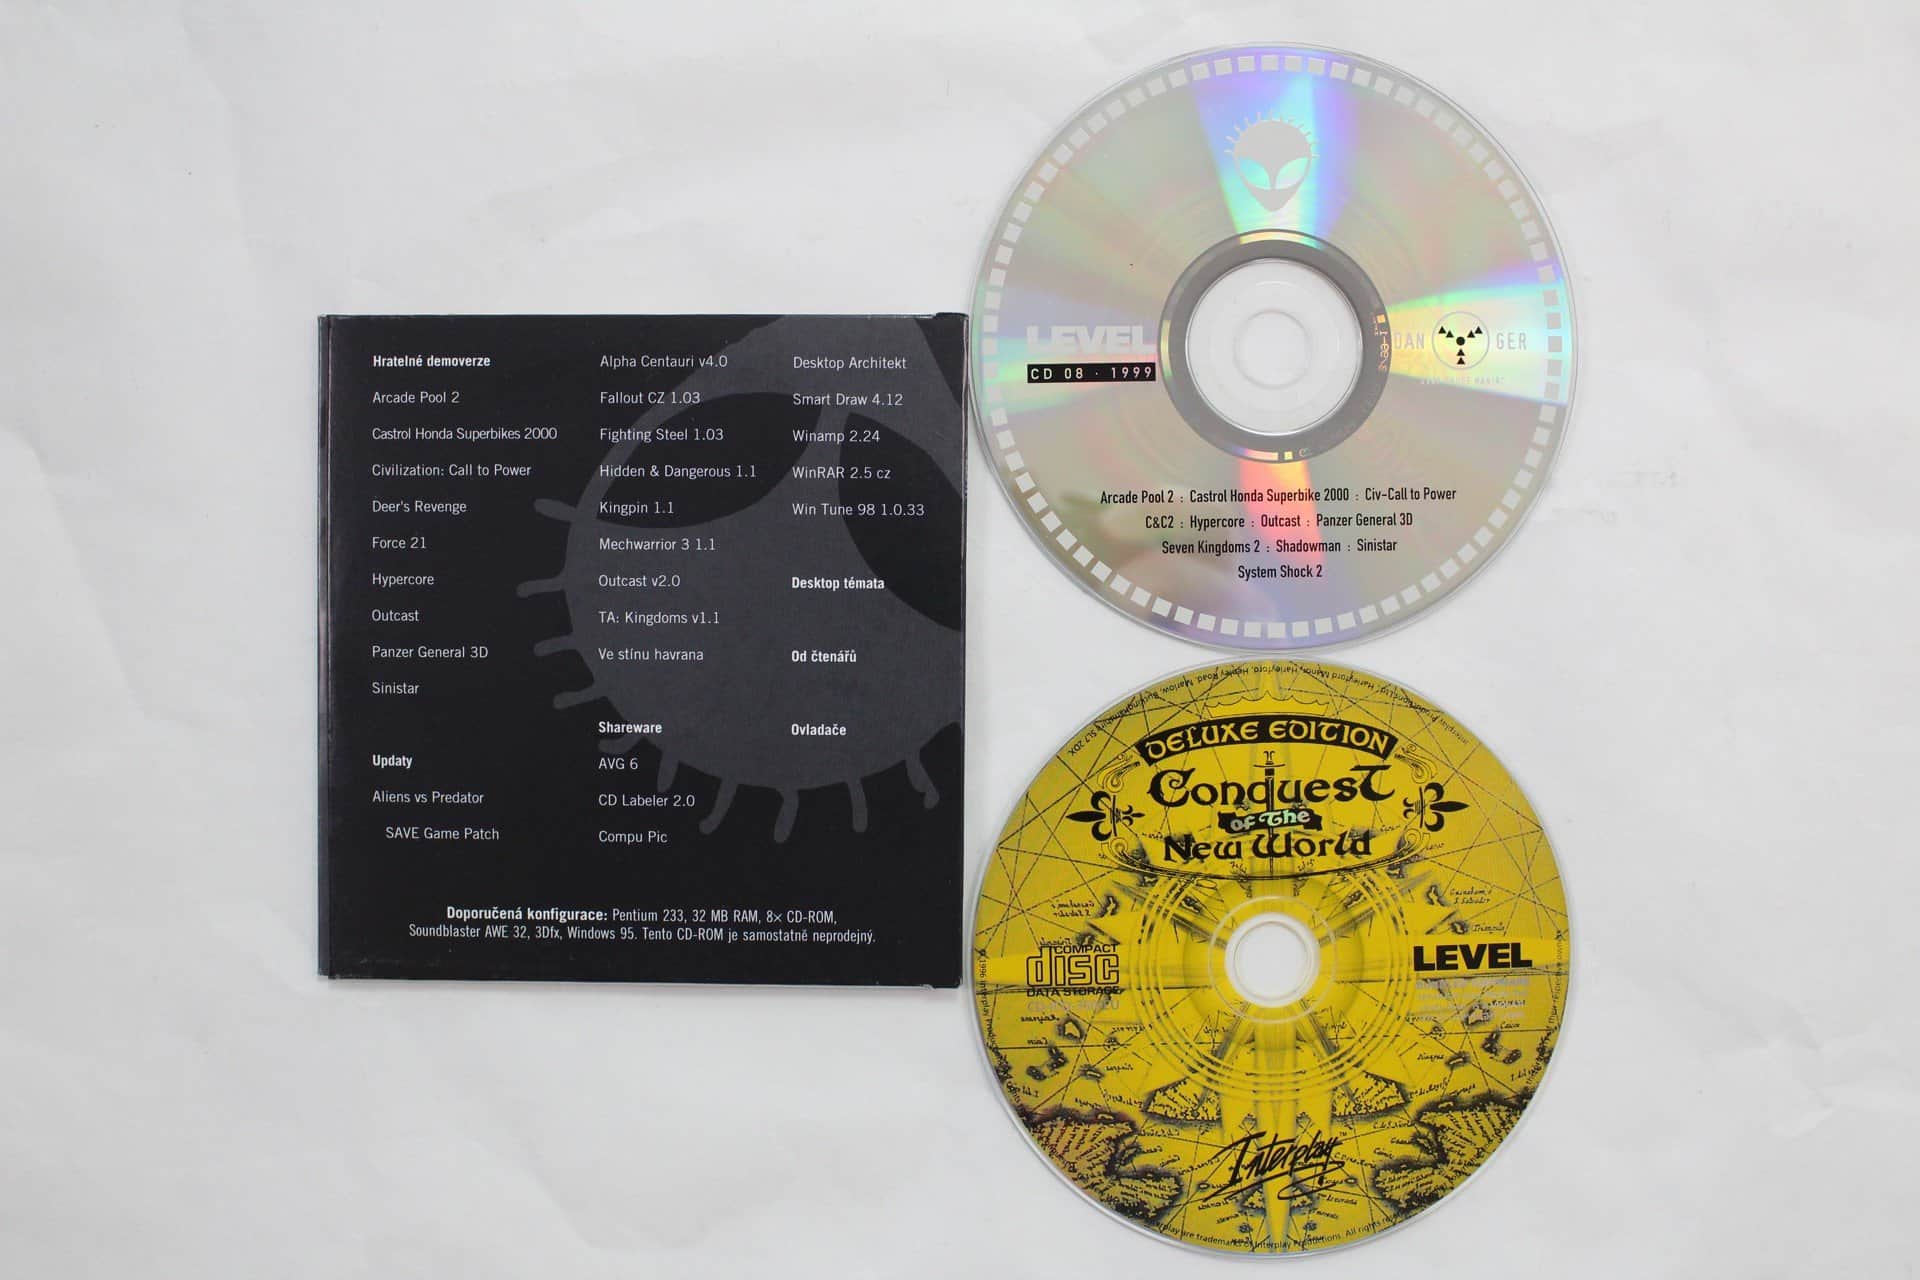 Hratelné demoverze
Arcade Pool 2
Castrol Honda Superbikes 2000
Civilization: Call to Power
Deer's Revenge
Force 21
Hypercore
Outcast
Panzer General 3D
Sinistar
Updaty
Aliens vs Predator
SAVE Game Patch
Alpha Centauri v4.0
Fallout CZ 1.03
Fighting Steel 1.03
Hidden & Dangerous 1.1
Kingpin 1.1
Mechwarrior 3 1.1
Outcast v2.0
TA: Kingdoms v1.1
Ve stínu havrana
Shareware
AVG 6
CD Labeler 2.0
Compu Pic
Desktop Architekt
Smart Draw 4.12
Winamp 2.24
WinRAR 2.5 cz
Win Tune 98 1.0.33
Desktop témata
Od čtenářů
Ovladače
Doporučená konfigurace: Pentium 233, 32 MB RAM, 8× CD-ROM,
Soundblaster AWE 32, 3Dfx, Windows 95. Tento CD-ROM je samostatně neprodejný.
LEVEL
CD 08 · 1999
DAN GER
Arcade Pool 2 : Castrol Honda Superbike 2000 : Civ-Call to Power
C&C2 : Hypercore : Outcast : Panzer General 3D
Seven Kingdoms 2 : Shadowman : Sinistar
System Shock 2
DELUXE EDITION
Conquest
of The
New World
COMPACT
disc
DATA STORAGE
LEVEL
Interplay